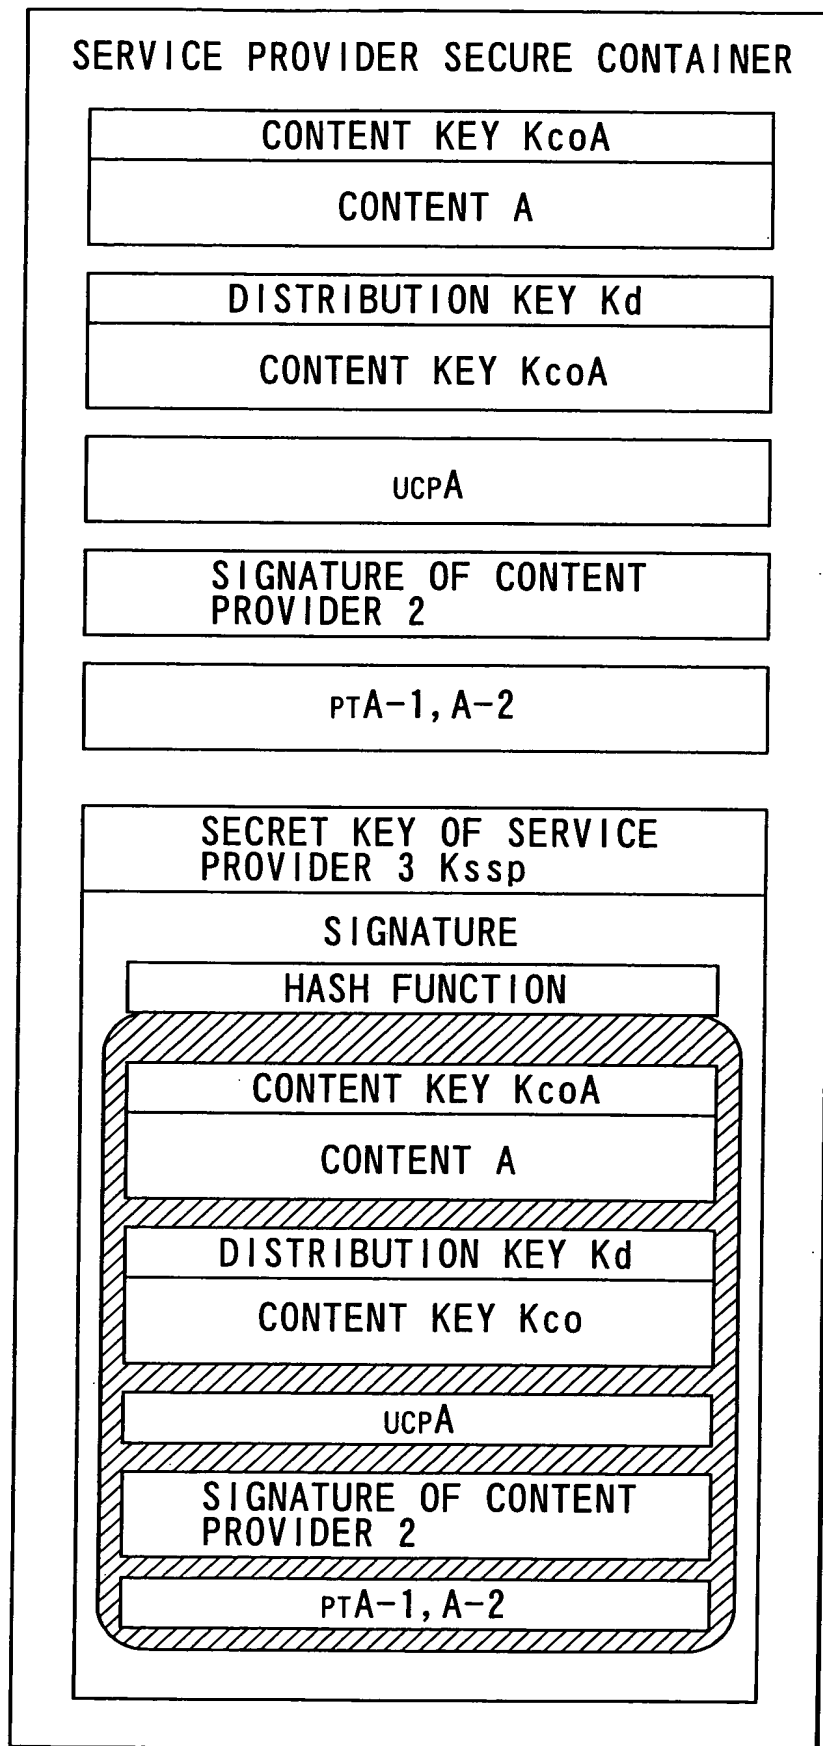 SERVICE PROVIDER SECURE CONTAINER
CONTENT KEY KcoA
CONTENT A
DISTRIBUTION KEY Kd
CONTENT KEY KcoA
UCPA
SIGNATURE OF CONTENT
PROVIDER 2
PTA-1, A-2
SECRET KEY OF SERVICE
PROVIDER 3 Kssp
SIGNATURE
HASH FUNCTION
CONTENT KEY KcoA
CONTENT A
DISTRIBUTION KEY Kd
CONTENT KEY Kco
UCPA
SIGNATURE OF CONTENT
PROVIDER 2
PTA-1, A-2